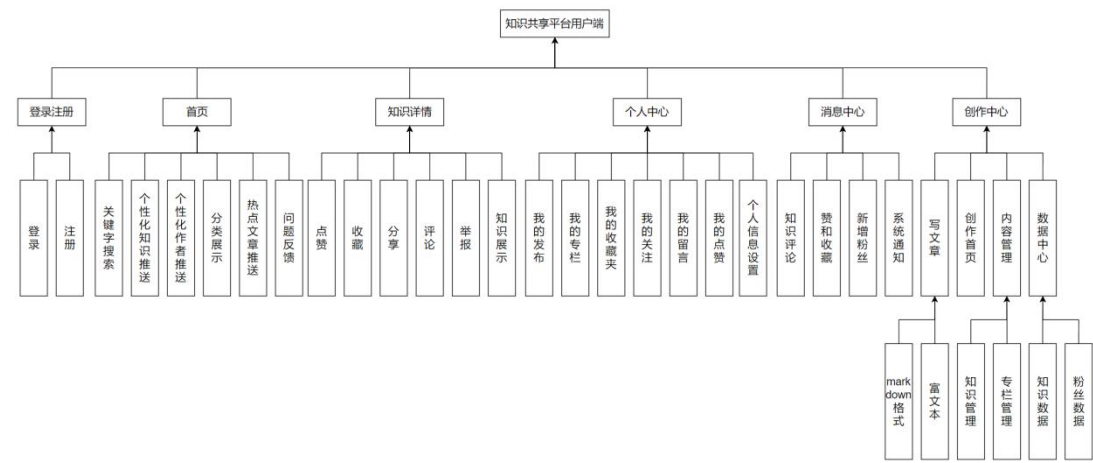 知识共享平台用户端
登录注册
首页
知识详情
个人中心
消息中心
创作中心
登录
注册
关键字搜索
个性化知识推送
个性化作者推送
分类展示
热点文章推送
问题反馈
点赞
收藏
分享
评论
举报
知识展示
我的发布
我的专栏
我的收藏夹
我的关注
我的留言
我的点赞
个人信息设置
知识评论
赞和收藏
新增粉丝
系统通知
写文章
创作首页
内容管理
数据中心
mark
down
格式
富文本
知识管理
专栏管理
知识数据
粉丝数据